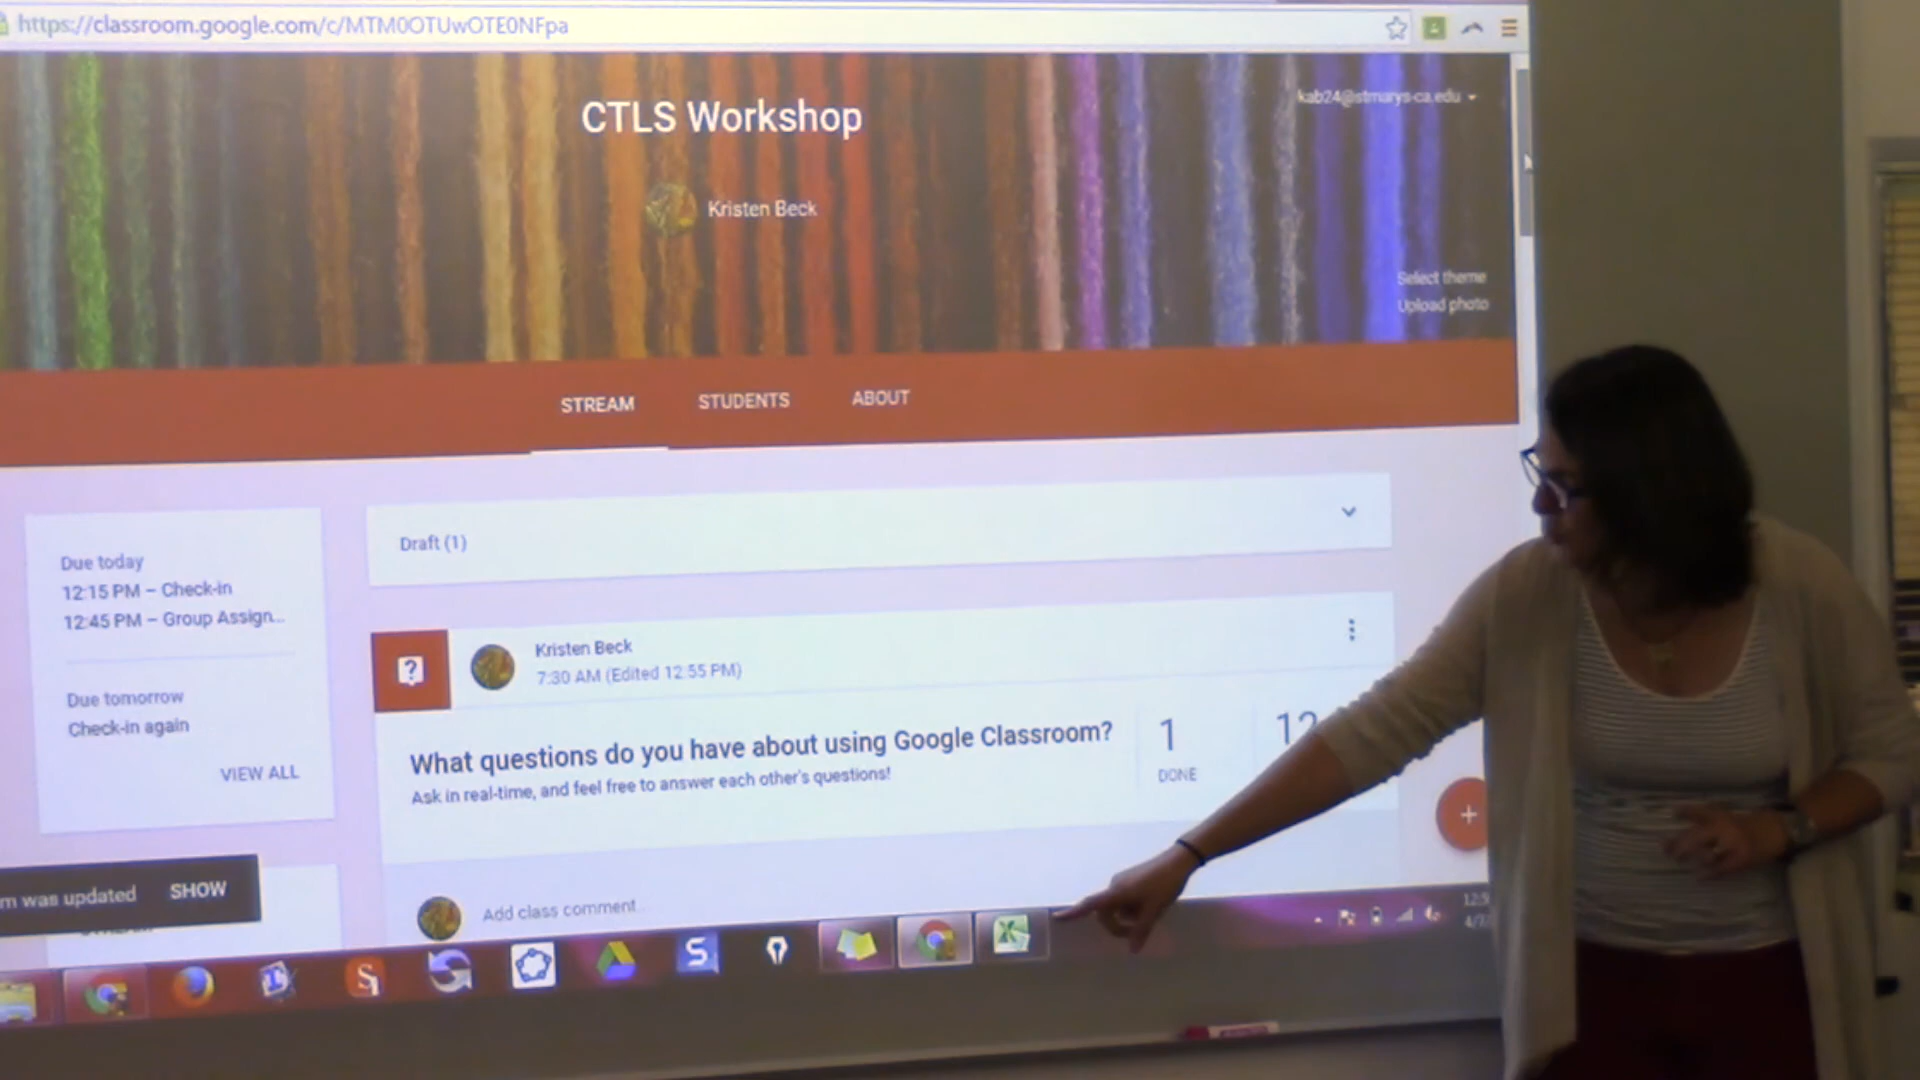 https://classroom.google.com/c/MTM0OTUwOTE0NFpa
CTLS Workshop
kab24@stmarys-ca.edu
Kristen Beck
Select theme
Upload photo
STREAM
STUDENTS
ABOUT
Due today
12:15 PM – Check-in
12:45 PM – Group Assign...
Due tomorrow
Check-in again
VIEW ALL
Draft (1)
Kristen Beck
7:30 AM (Edited 12:55 PM)
What questions do you have about using Google Classroom?
Ask in real-time, and feel free to answer each other's questions!
1
DONE
12
+
m was updated
SHOW
Add class comment...
S
S